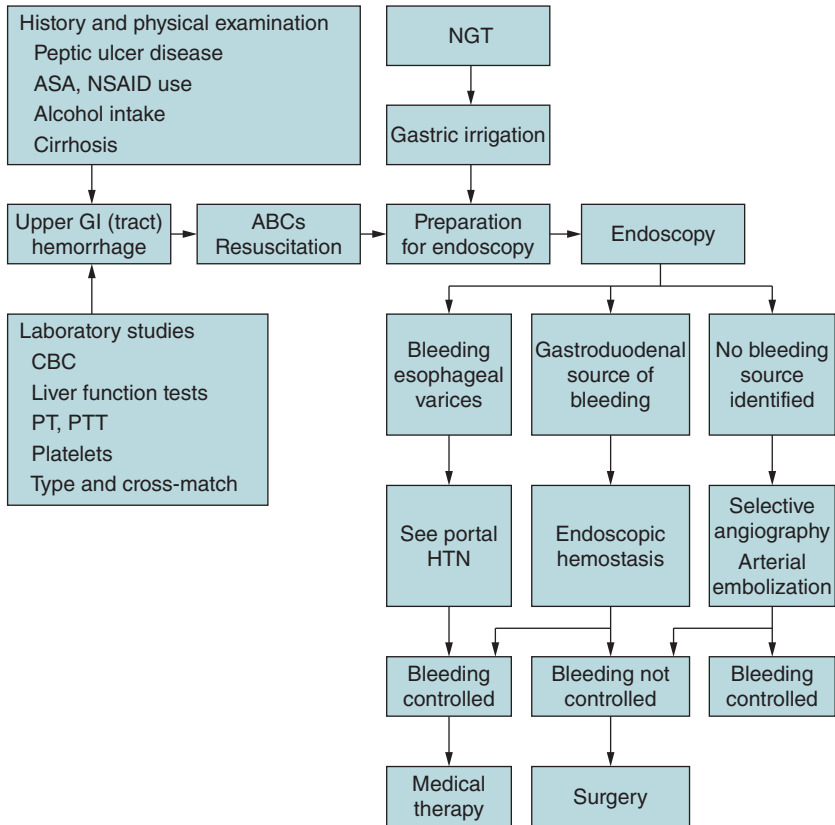 History and physical examination
Peptic ulcer disease
ASA, NSAID use
Alcohol intake
Cirrhosis
NGT
Gastric irrigation
Upper GI (tract)
hemorrhage
ABCs
Resuscitation
Preparation
for endoscopy
Endoscopy
Laboratory studies
CBC
Liver function tests
PT, PTT
Platelets
Type and cross-match
Bleeding
esophageal
varices
Gastroduodenal
source of
bleeding
No bleeding
source
identified
See portal
HTN
Endoscopic
hemostasis
Selective
angiography
Arterial
embolization
Bleeding
controlled
Bleeding not
controlled
Bleeding
controlled
Medical
therapy
Surgery